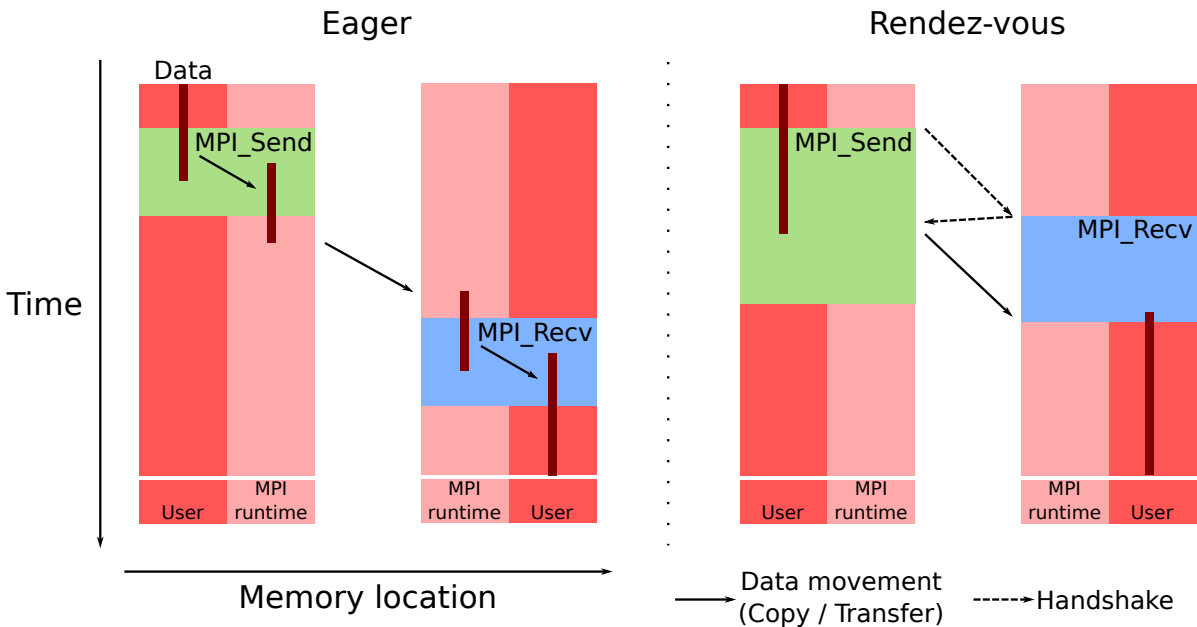 Eager
Rendez-vous
Data
MPI_Send
MPI_Send
MPI_Recv
Time
MPI_Recv
User
MPI
runtime
MPI
runtime
User
User
MPI
runtime
MPI
runtime
User
Memory location
Data movement
(Copy / Transfer)
Handshake